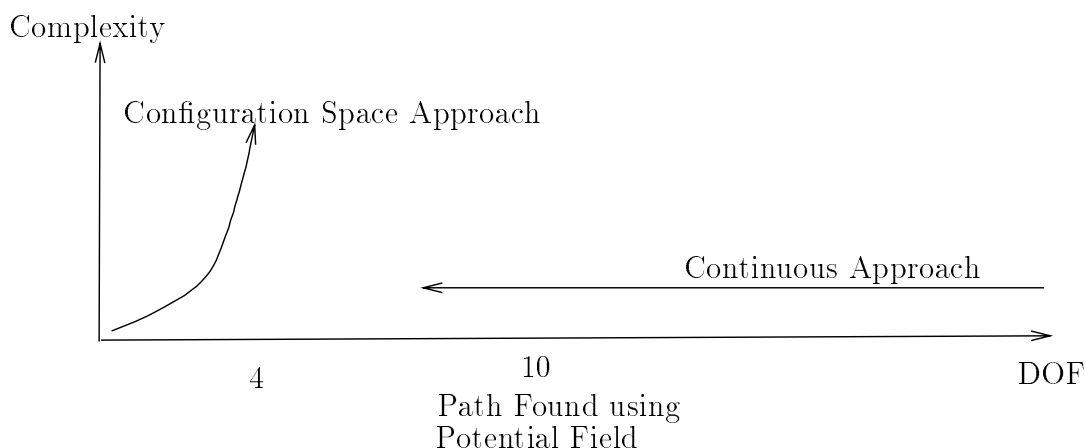 Complexity
Configuration Space Approach
Continuous Approach
4
10
DOF
Path Found using
Potential Field